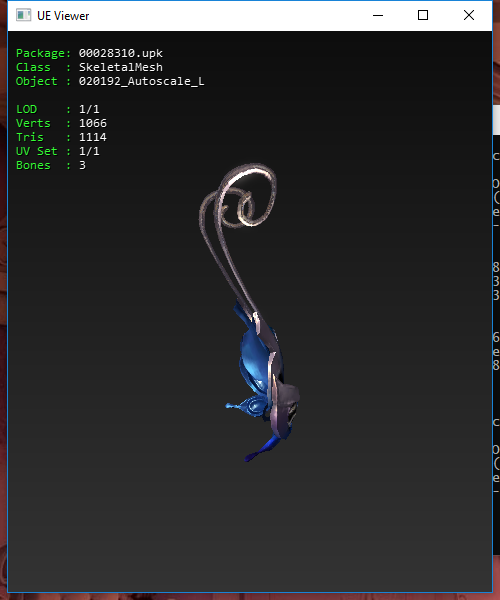 UE Viewer
Package: 00028310.upk
Class : SkeletalMesh
Object : 020192_Autoscale_L
LOD : 1/1
Verts : 1066
Tris : 1114
UV Set : 1/1
Bones : 3